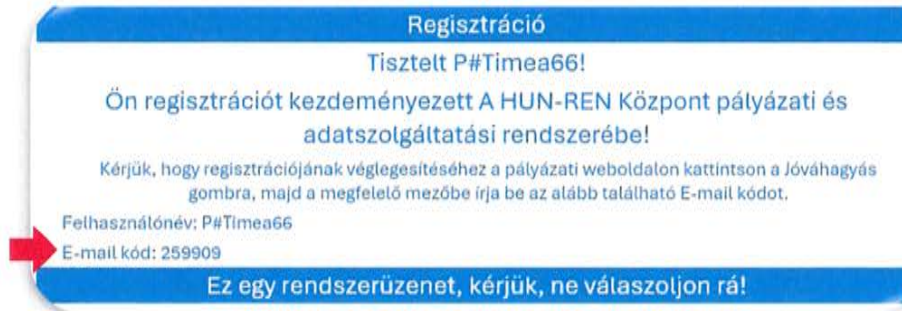 Regisztráció
Tisztelt P#Timea66!
Ön regisztrációt kezdeményezett A HUN-REN Központ pályázati és
adatszolgáltatási rendszerébe!
Kérjük, hogy regisztrációjának véglegesítéséhez a pályázati weboldalon kattintson a Jóváhagyás
gombra, majd a megfelelő mezőbe írja be az alább található E-mail kódot.
Felhasználónév: P#Timea66
E-mail kód: 259909
Ez egy rendszerüzenet, kérjük, ne válaszoljon rá!